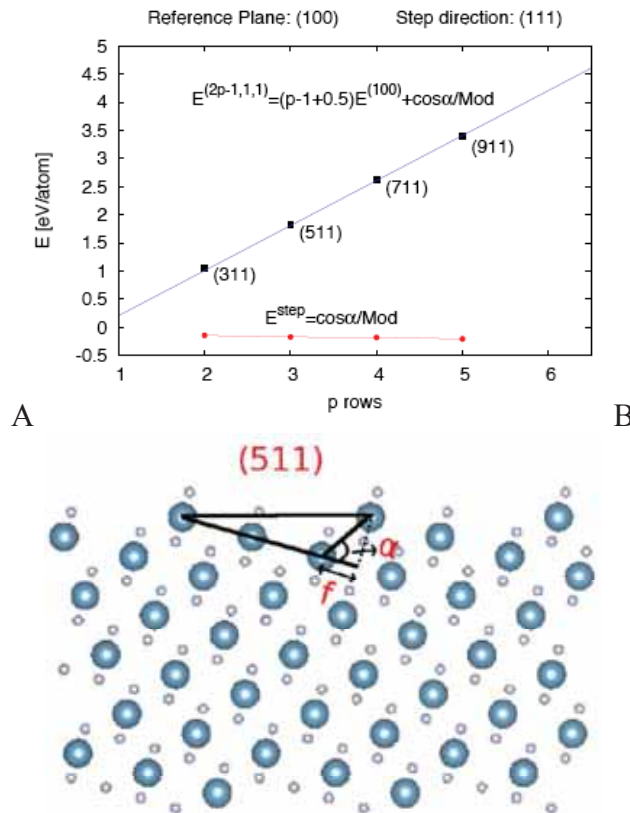 Reference Plane: (100) Step direction: (111)
5
4.5
E^(2p-1,1,1)=(p-1+0.5)E^(100)+cosα/Mod
4
3.5
(911)
3
2.5
(711)
2
1.5
(511)
1
(311)
0.5
E^step=cosα/Mod
0
-0.5
E [eV/atom]
1 2 3 4 5 6
p rows
A B
(511)
α
f